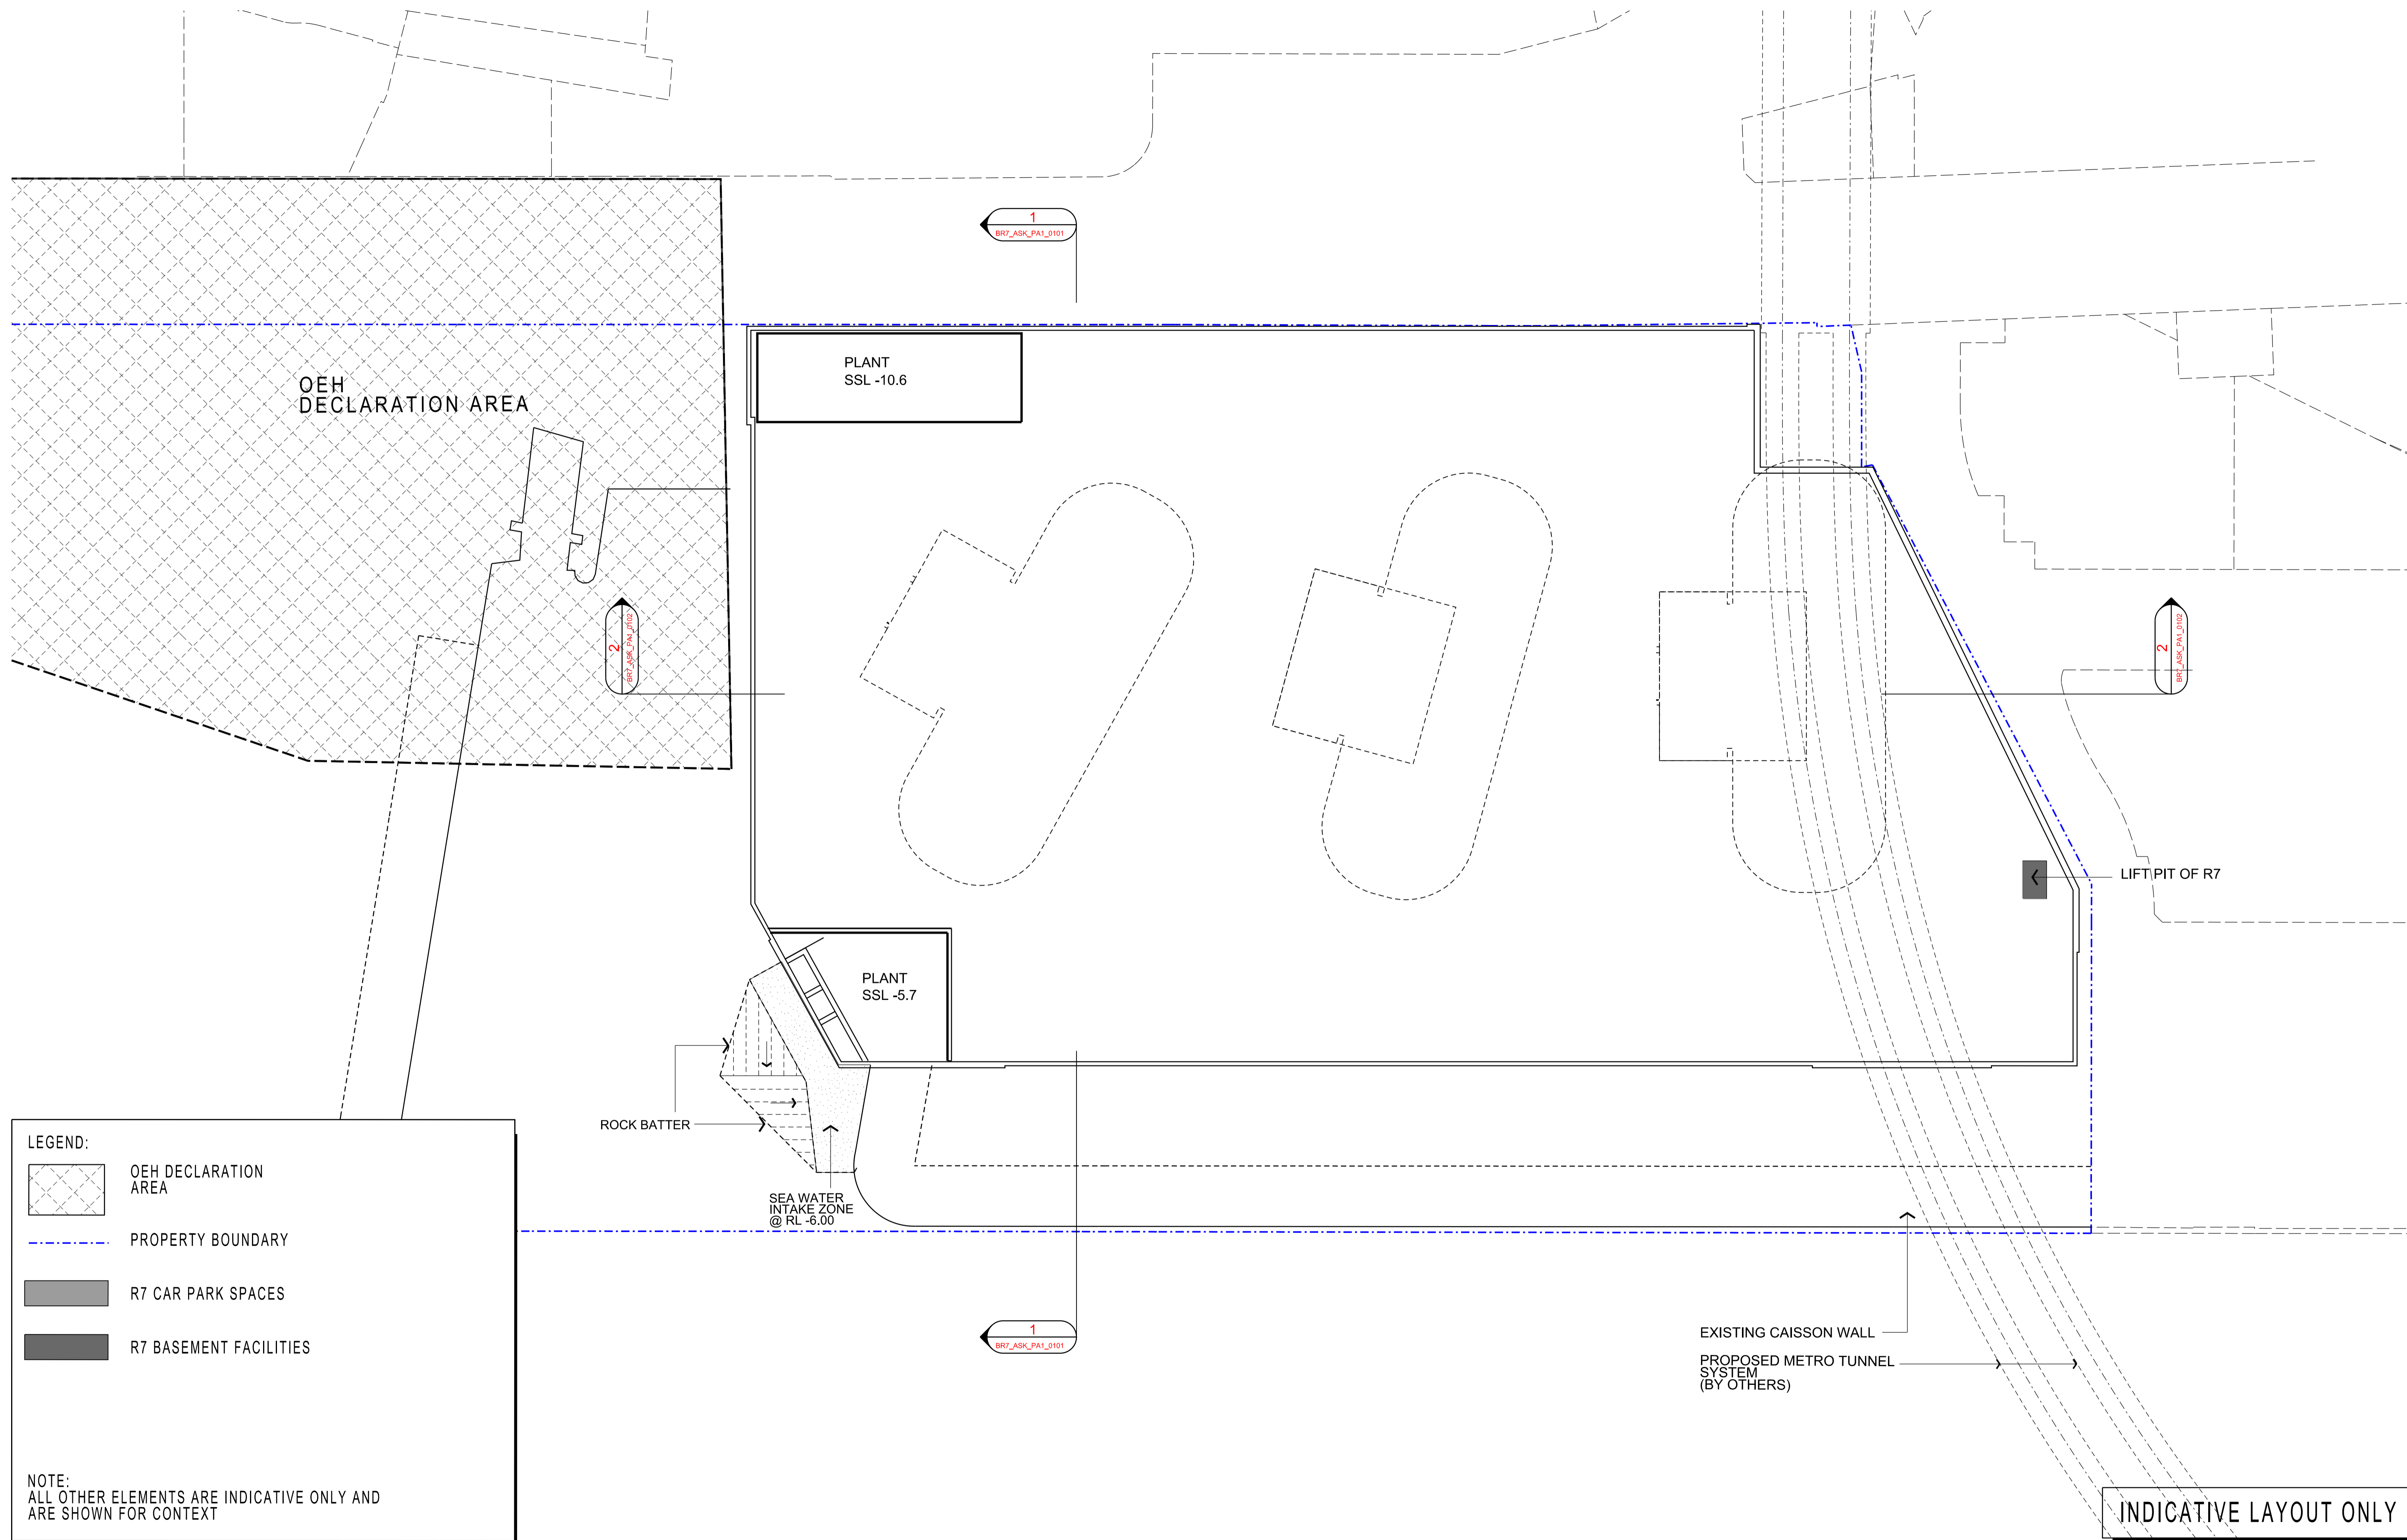 1
BR7_ASK_PA1_0101
PLANT
SSL -10.6
OEH
DECLARATION AREA
2
BR7_ASK_PA1_0102
2
BR7_ASK_PA1_0102
LIFT PIT OF R7
PLANT
SSL -5.7
ROCK BATTER
SEA WATER
INTAKE ZONE
@ RL -6.00
LEGEND:
OEH DECLARATION
AREA
PROPERTY BOUNDARY
R7 CAR PARK SPACES
R7 BASEMENT FACILITIES
NOTE:
ALL OTHER ELEMENTS ARE INDICATIVE ONLY AND
ARE SHOWN FOR CONTEXT
1
BR7_ASK_PA1_0101
EXISTING CAISSON WALL
PROPOSED METRO TUNNEL
SYSTEM
(BY OTHERS)
INDICATIVE LAYOUT ONLY